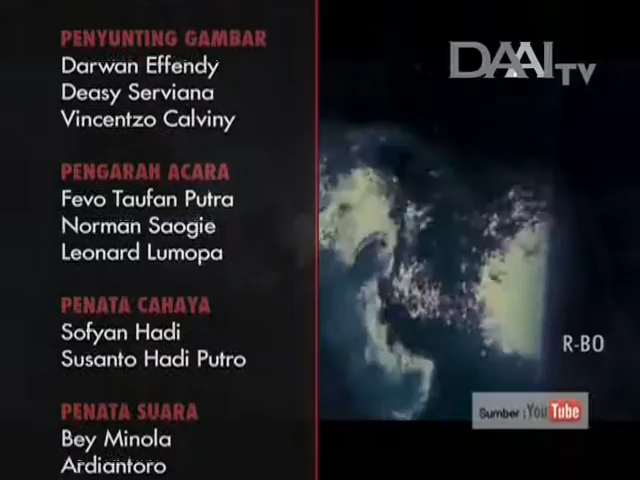 PENYUNTING GAMBAR
Darwan Effendy
Deasy Serviana
Vincentzo Calviny
PENGARAH ACARA
Fevo Taufan Putra
Norman Saogie
Leonard Lumopa
PENATA CAHAYA
Sofyan Hadi
Susanto Hadi Putro
PENATA SUARA
Bey Minola
Ardiantoro
DAAI TV
R-BO
Sumber : YouTube